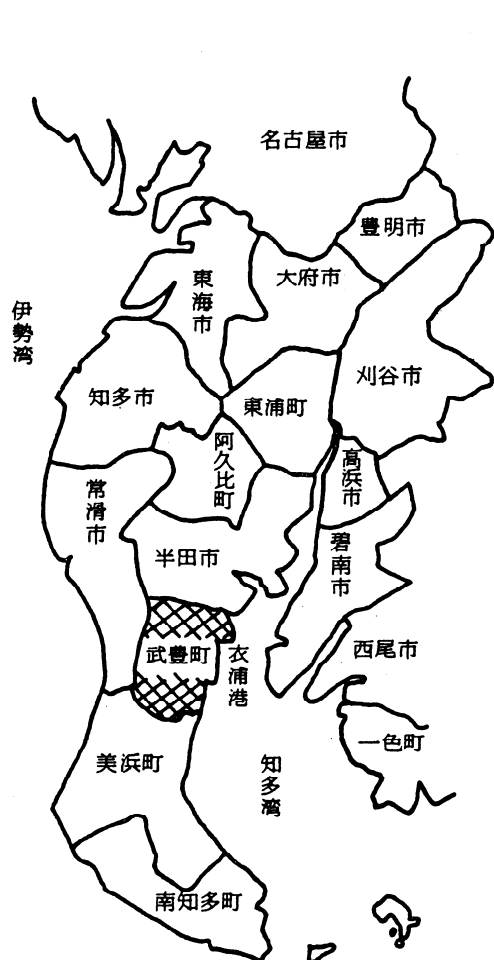 名古屋市
豊明市
大府市
東海市
伊勢湾
刈谷市
知多市
東浦町
阿久比町
高浜市
常滑市
半田市
碧南市
武豊町
衣浦港
西尾市
一色町
美浜町
知多湾
南知多町